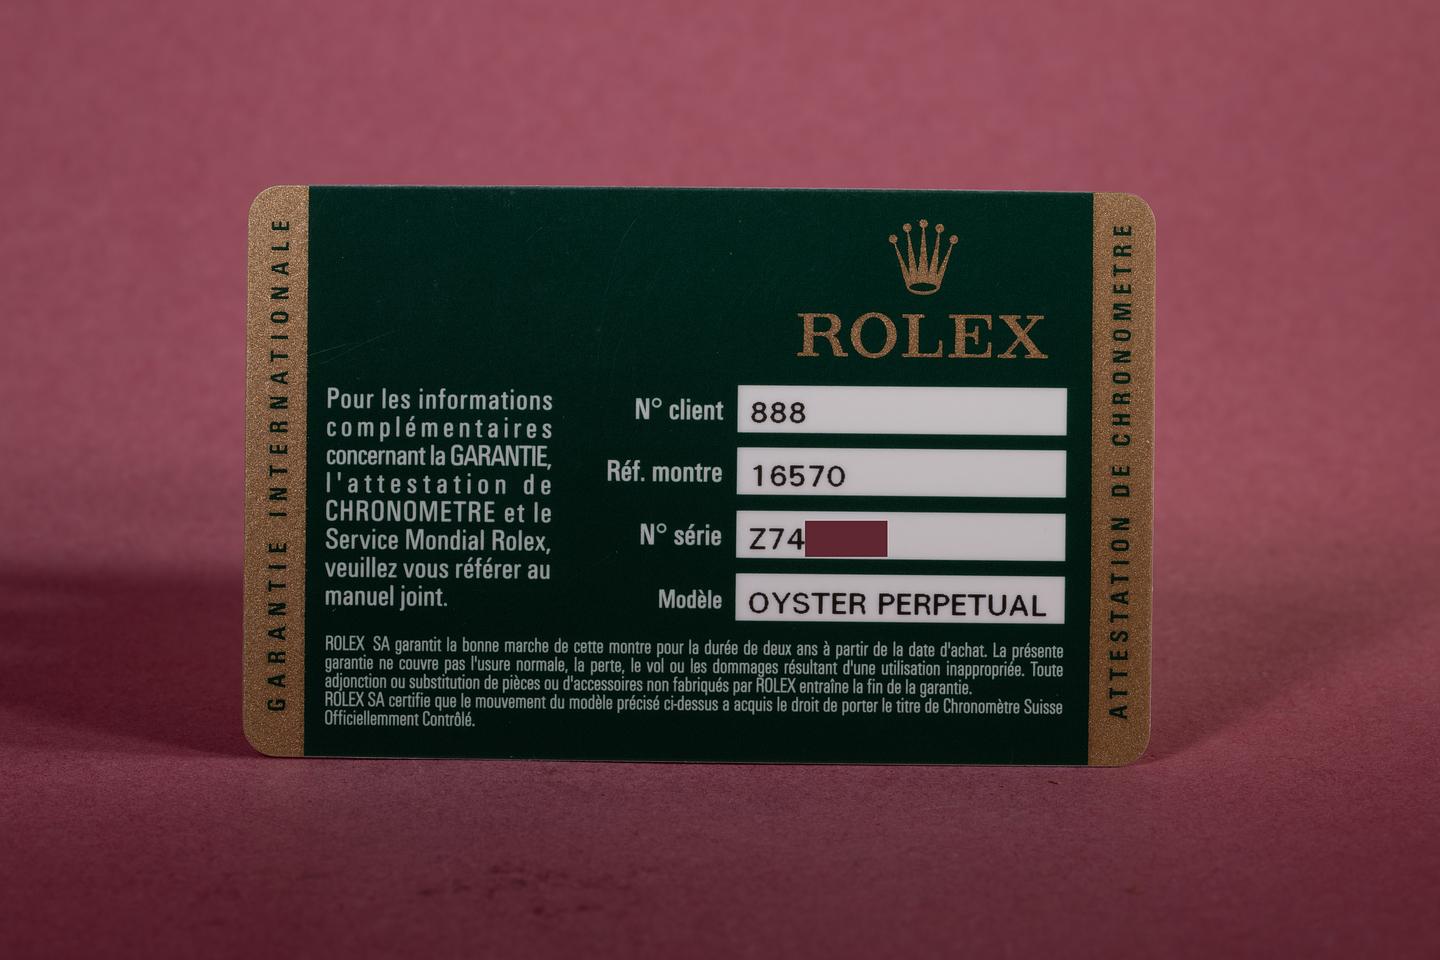 GARANTIE INTERNATIONALE
ROLEX
Pour les informations
complémentaires
concernant la GARANTIE,
l'attestation de
CHRONOMETRE et le
Service Mondial Rolex,
veuillez vous référer au
manuel joint.
N° client 888
Réf. montre 16570
N° série Z74
Modèle OYSTER PERPETUAL
ROLEX SA garantit la bonne marche de cette montre pour la durée de deux ans à partir de la date d'achat. La présente
garantie ne couvre pas l'usure normale, la perte, le vol ou les dommages résultant d'une utilisation inappropriée. Toute
adjonction ou substitution de pièces ou d'accessoires non fabriqués par ROLEX entraîne la fin de la garantie.
ROLEX SA certifie que le mouvement du modèle précisé ci-dessus a acquis le droit de porter le titre de Chronomètre Suisse
Officiellemment Contrôlé.
ATTESTATION DE CHRONOMETRE